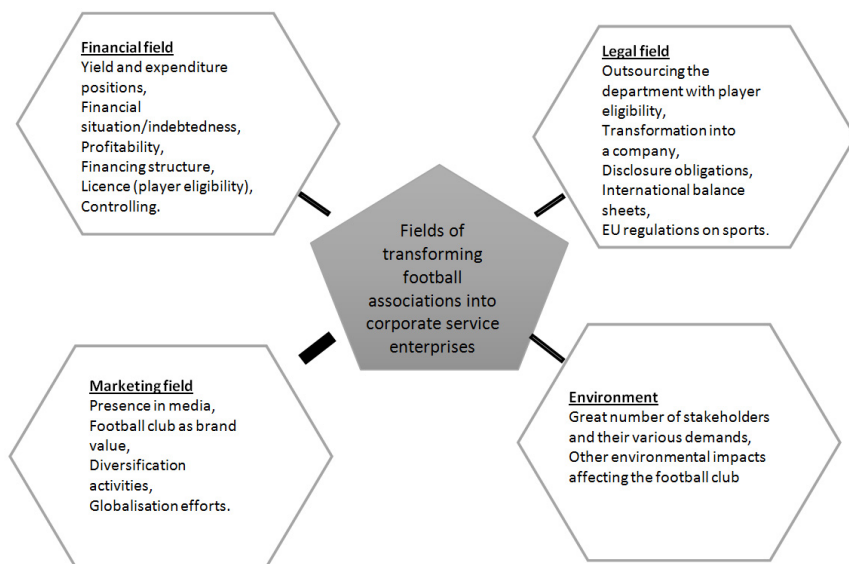 Financial field
Yield and expenditure
positions,
Financial
situation/indebtedness,
Profitability,
Financing structure,
Licence (player eligibility),
Controlling.
Legal field
Outsourcing the
department with player
eligibility,
Transformation into
a company,
Disclosure obligations,
International balance
sheets,
EU regulations on sports.
Fields of
transforming
football
associations into
corporate service
enterprises
Marketing field
Presence in media,
Football club as brand
value,
Diversification
activities,
Globalisation efforts.
Environment
Great number of stakeholders
and their various demands,
Other environmental impacts
affecting the football club